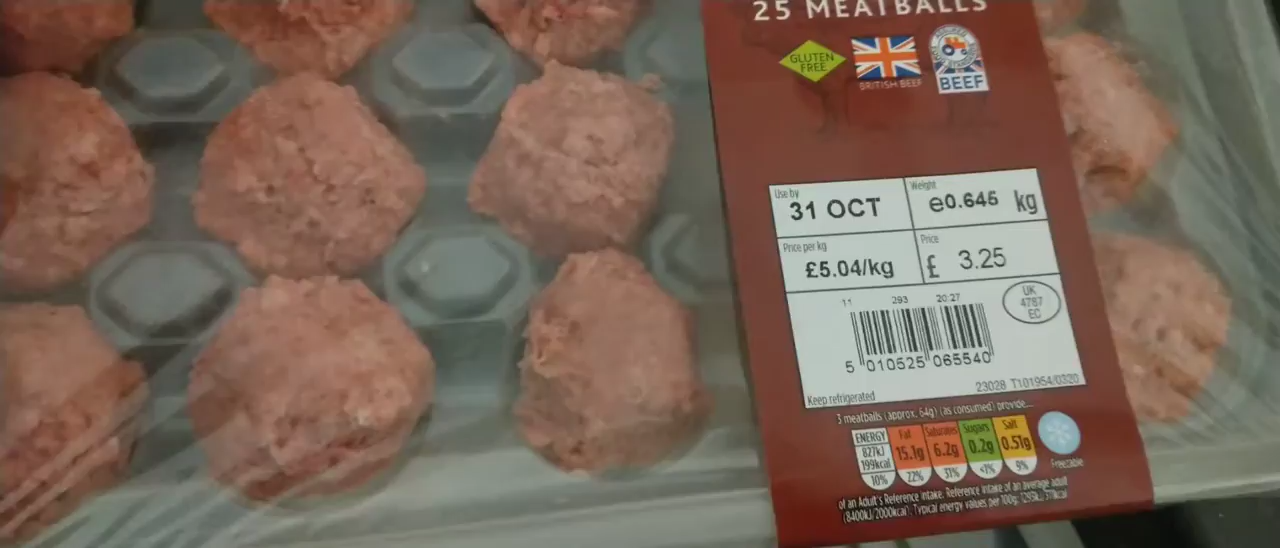 25 MEATBALLS
GLUTEN
FREE
BRITISH BEEF
BEEF
Use by
31 OCT
Weight
e0.645 kg
Price per kg
£5.04/kg
Price
£ 3.25
11 293 20:27
UK
4787
EC
5 010525 065540
Keep refrigerated
23028 T101954/0320
3 meatballs (approx. 64g) (as consumed) provide...
ENERGY
827kJ
199kcal
10%
Fat
15.1g
22%
Saturates
6.2g
31%
Sugars
0.2g
<1%
Salt
0.51g
9%
Freezable
of an Adult's Reference intake. Reference intake of an average adult
(8400kJ/2000kcal). Typical energy values per 100g: